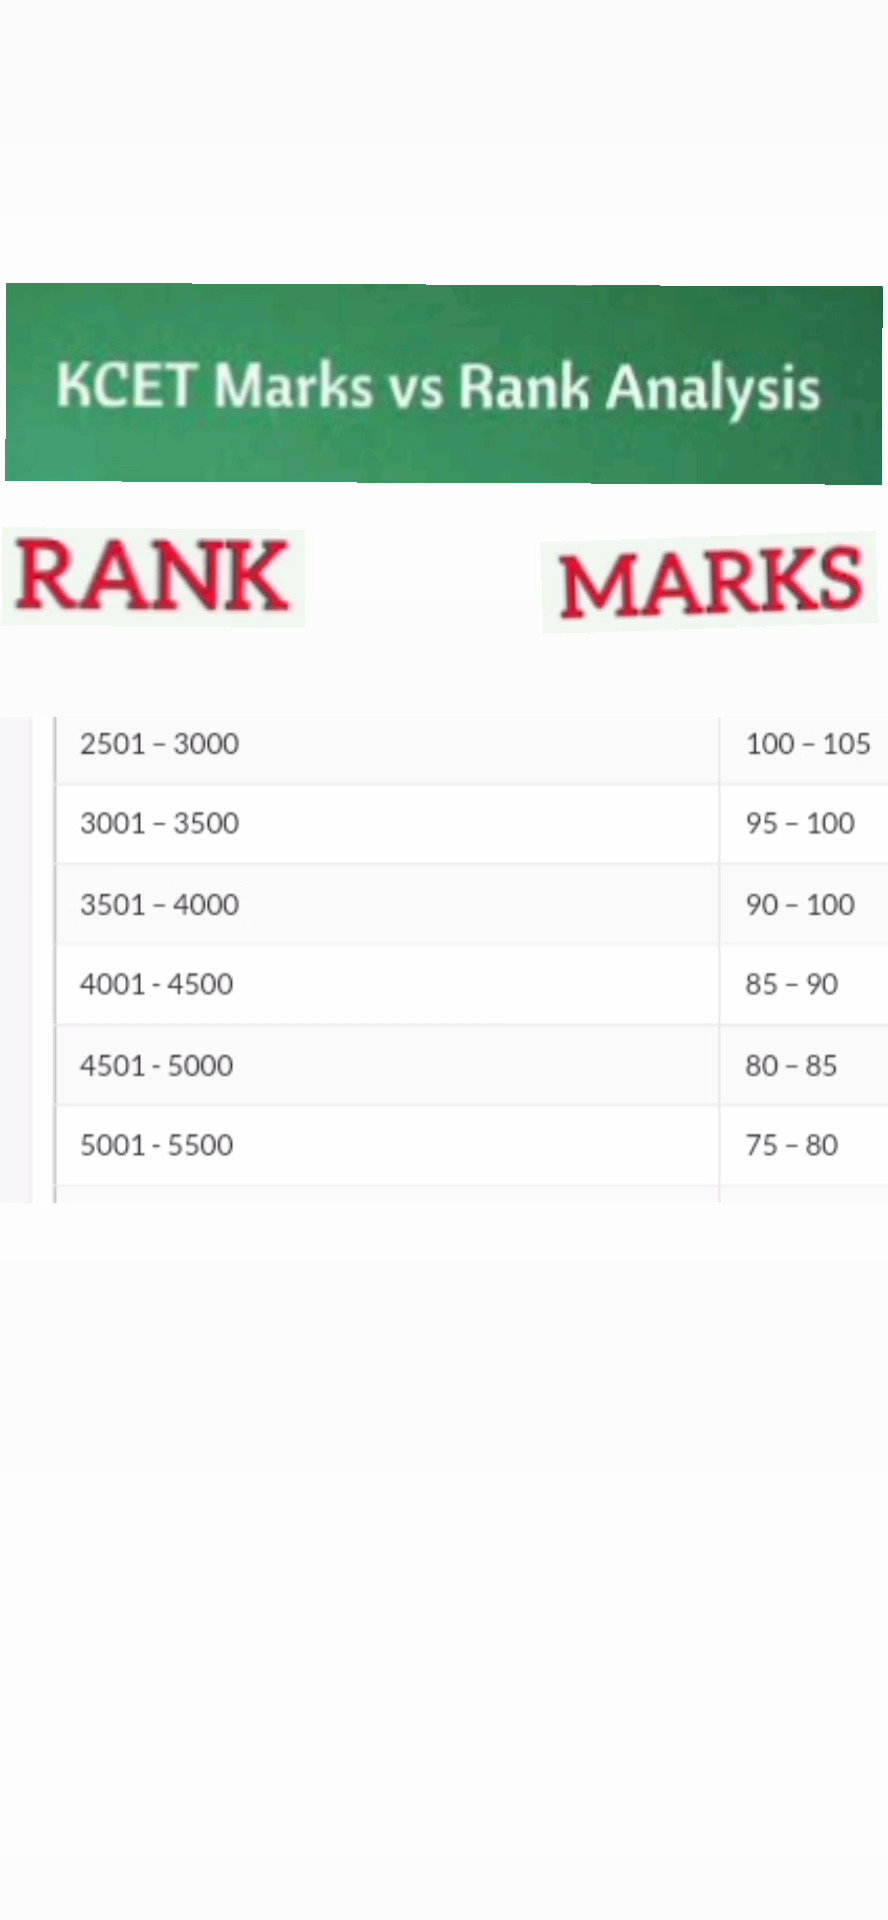 KCET Marks vs Rank Analysis
RANK MARKS
2501 – 3000 100 – 105
3001 – 3500 95 – 100
3501 – 4000 90 – 100
4001 - 4500 85 – 90
4501 - 5000 80 – 85
5001 - 5500 75 – 80